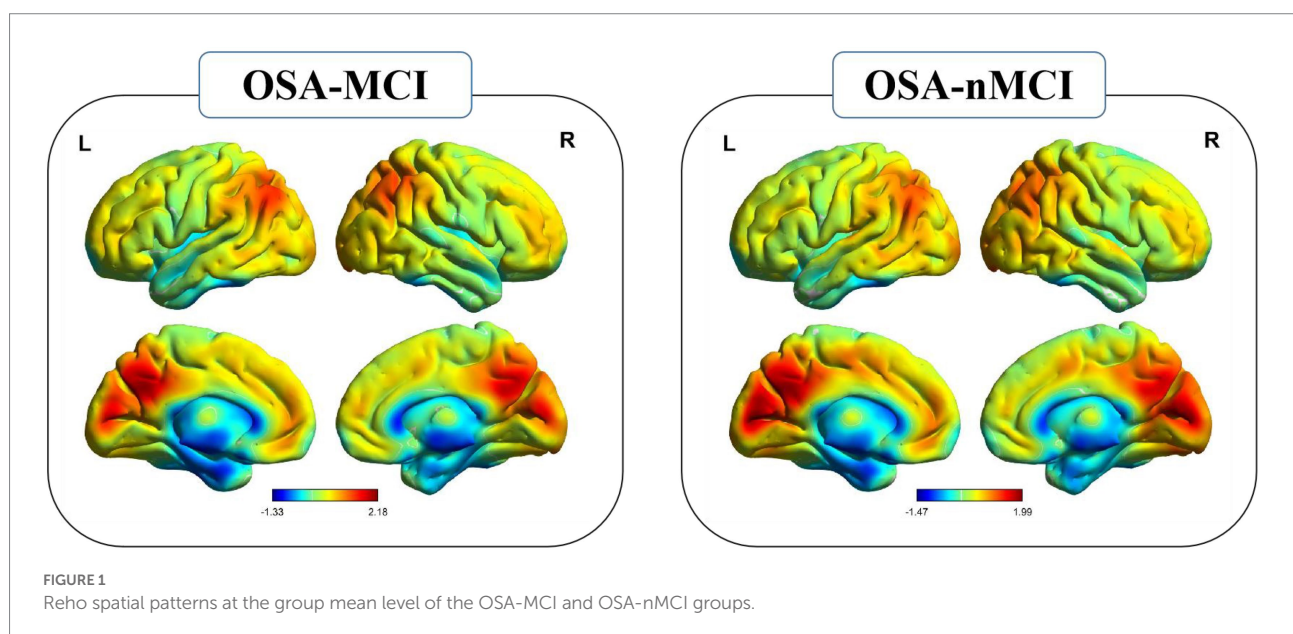 OSA-MCI
L
R
-1.33
2.18
OSA-nMCI
L
R
-1.47
1.99
FIGURE 1
Reho spatial patterns at the group mean level of the OSA-MCI and OSA-nMCI groups.